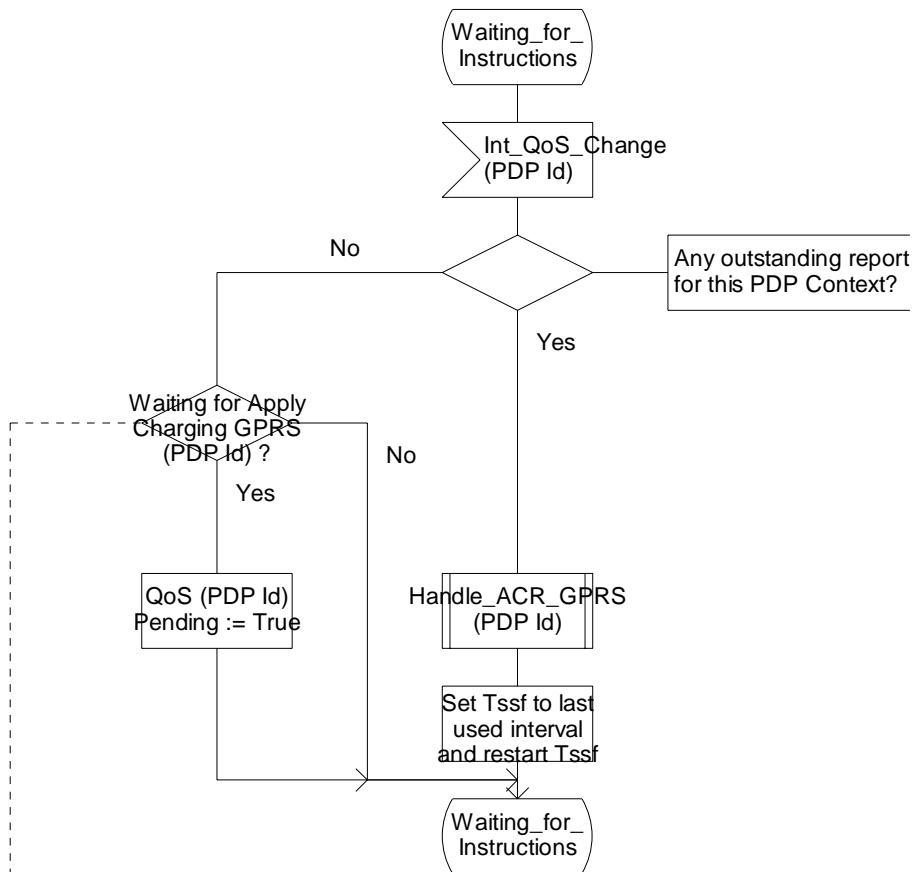 Waiting_for_
Instructions
Int_QoS_Change
(PDP Id)
No
Any outstanding report
for this PDP Context?
Yes
Waiting for Apply
Charging GPRS
(PDP Id) ?
No
Yes
QoS (PDP Id)
Pending := True
Handle_ACR_GPRS
(PDP Id)
Set Tssf to last
used interval
and restart Tssf
Waiting_for_
Instructions